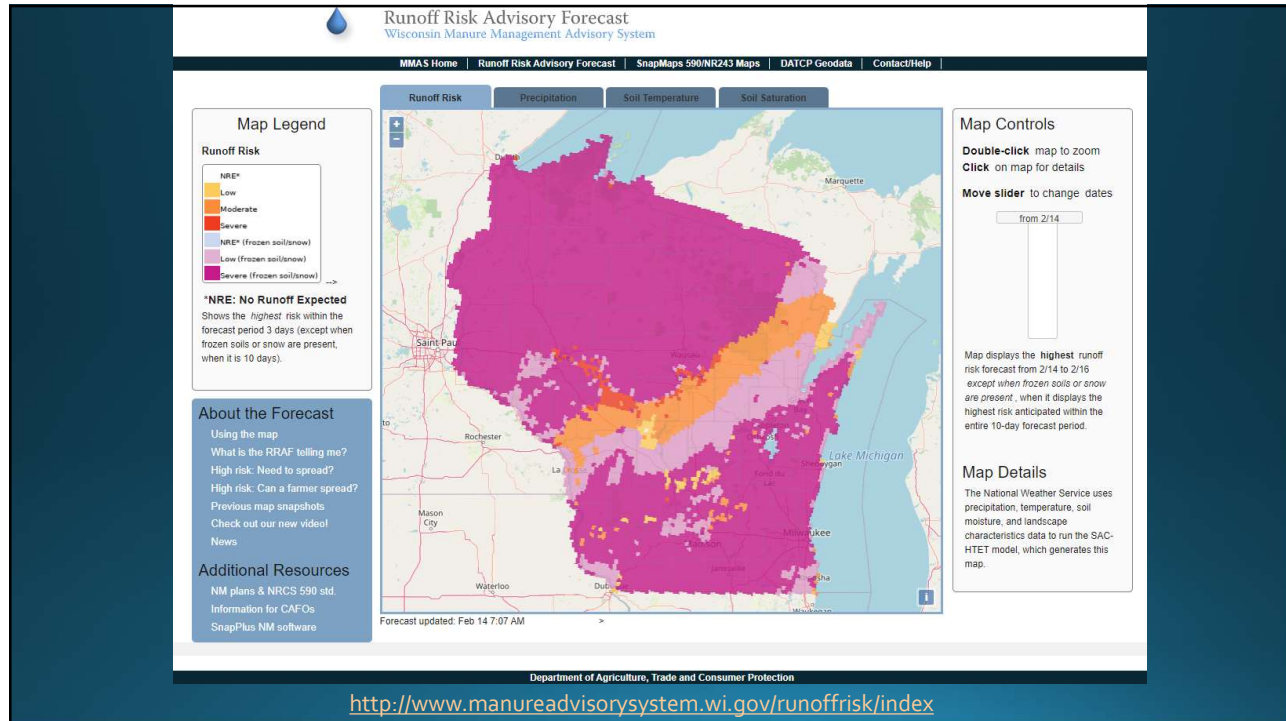 Runoff Risk Advisory Forecast
Wisconsin Manure Management Advisory System
MMAS Home | Runoff Risk Advisory Forecast | SnapMaps 590/NR243 Maps | DATCP Geodata | Contact/Help |
Runoff Risk
Precipitation
Soil Temperature
Soil Saturation
Map Legend
Runoff Risk
NRE*
Low
Moderate
Severe
NRE* (frozen soil/snow)
Low (frozen soil/snow)
Severe (frozen soil/snow)
-->
*NRE: No Runoff Expected
Shows the highest risk within the
forecast period 3 days (except when
frozen soils or snow are present,
when it is 10 days).
About the Forecast
Using the map
What is the RRAF telling me?
High risk: Need to spread?
High risk: Can a farmer spread?
Previous map snapshots
Check out our new video!
News
Additional Resources
NM plans & NRCS 590 std.
Information for CAFOs
SnapPlus NM software
+
−
Marquette
Saint Pau
Wausau
Rochester
La Crosse
Lake Michigan
Sheboygan
Fond du
Lac
Mason
City
Milwaukee
Madison
Janesville
Waterloo
Dub
sha
Waukegan
i
Forecast updated: Feb 14 7:07 AM
>
Map Controls
Double-click map to zoom
Click on map for details
Move slider to change dates
from 2/14
Map displays the highest runoff
risk forecast from 2/14 to 2/16
except when frozen soils or snow
are present, when it displays the
highest risk anticipated within the
entire 10-day forecast period.
Map Details
The National Weather Service uses
precipitation, temperature, soil
moisture, and landscape
characteristics data to run the SAC-
HTET model, which generates this
map.
Department of Agriculture, Trade and Consumer Protection
http://www.manureadvisorysystem.wi.gov/runoffrisk/index